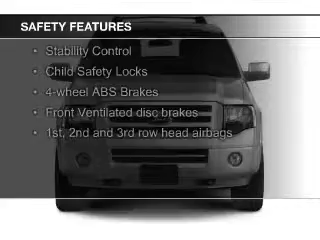 SAFETY FEATURES
• Stability Control
• Child Safety Locks
• 4-wheel ABS Brakes
• Front Ventilated disc brakes
• 1st, 2nd and 3rd row head airbags